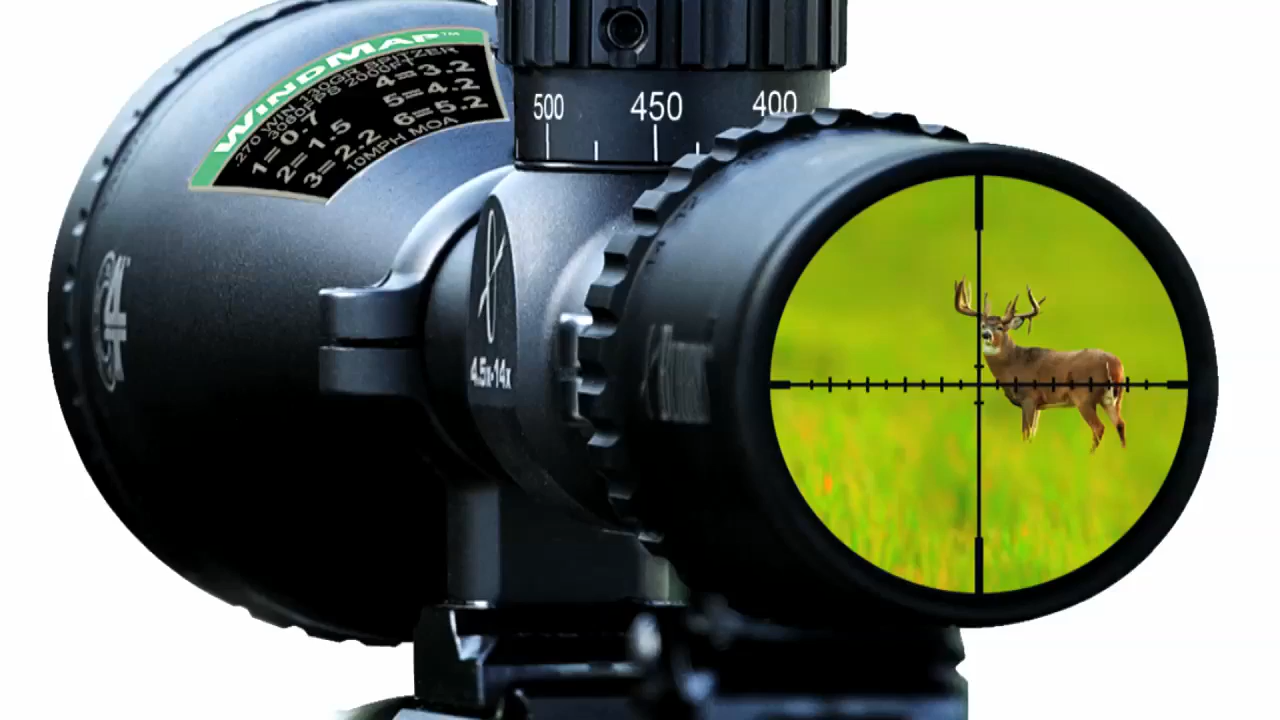 WINDMAP™
.270 WIN 130GR SPITZER
3080FPS 2000FT
1=0.7 4=3.2
2=1.5 5=4.2
3=2.2 6=5.2
10MPH MOA
500 450 400
4.5x-14x